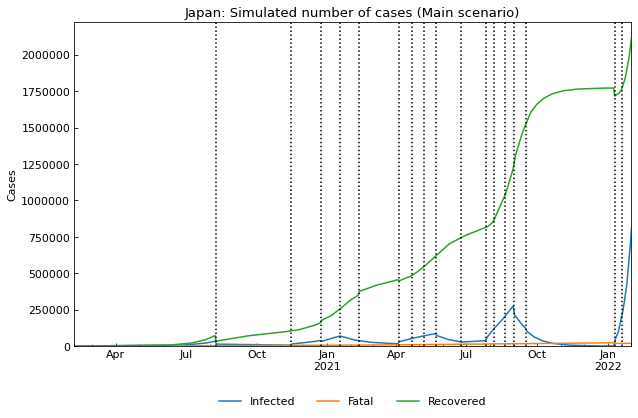 Japan: Simulated number of cases (Main scenario)
2000000
1750000
1500000
1250000
1000000
750000
500000
250000
0
Cases
Apr Jul Oct Jan Apr Jul Oct Jan
2021 2022
Infected Fatal Recovered